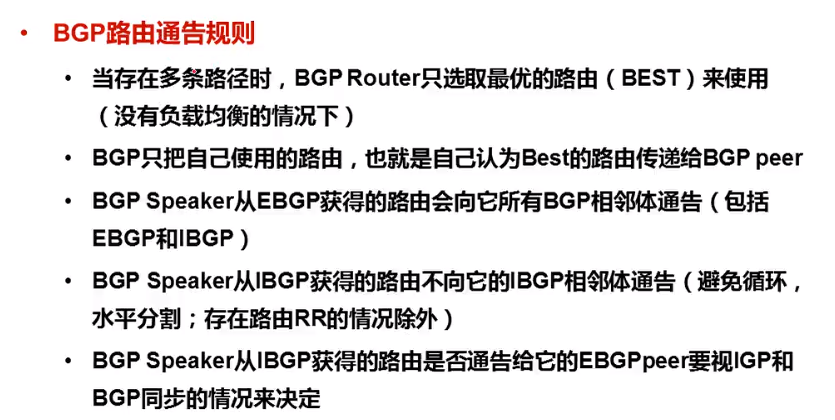 • BGP路由通告规则
• 当存在多条路径时，BGP Router只选取最优的路由（BEST）来使用
（没有负载均衡的情况下）
• BGP只把自己使用的路由，也就是自己认为Best的路由传递给BGP peer
• BGP Speaker从EBGP获得的路由会向它所有BGP相邻体通告（包括
EBGP和IBGP）
• BGP Speaker从IBGP获得的路由不向它的IBGP相邻体通告（避免循环，
水平分割；存在路由RR的情况除外）
• BGP Speaker从IBGP获得的路由是否通告给它的EBGPpeer要视IGP和
BGP同步的情况来决定